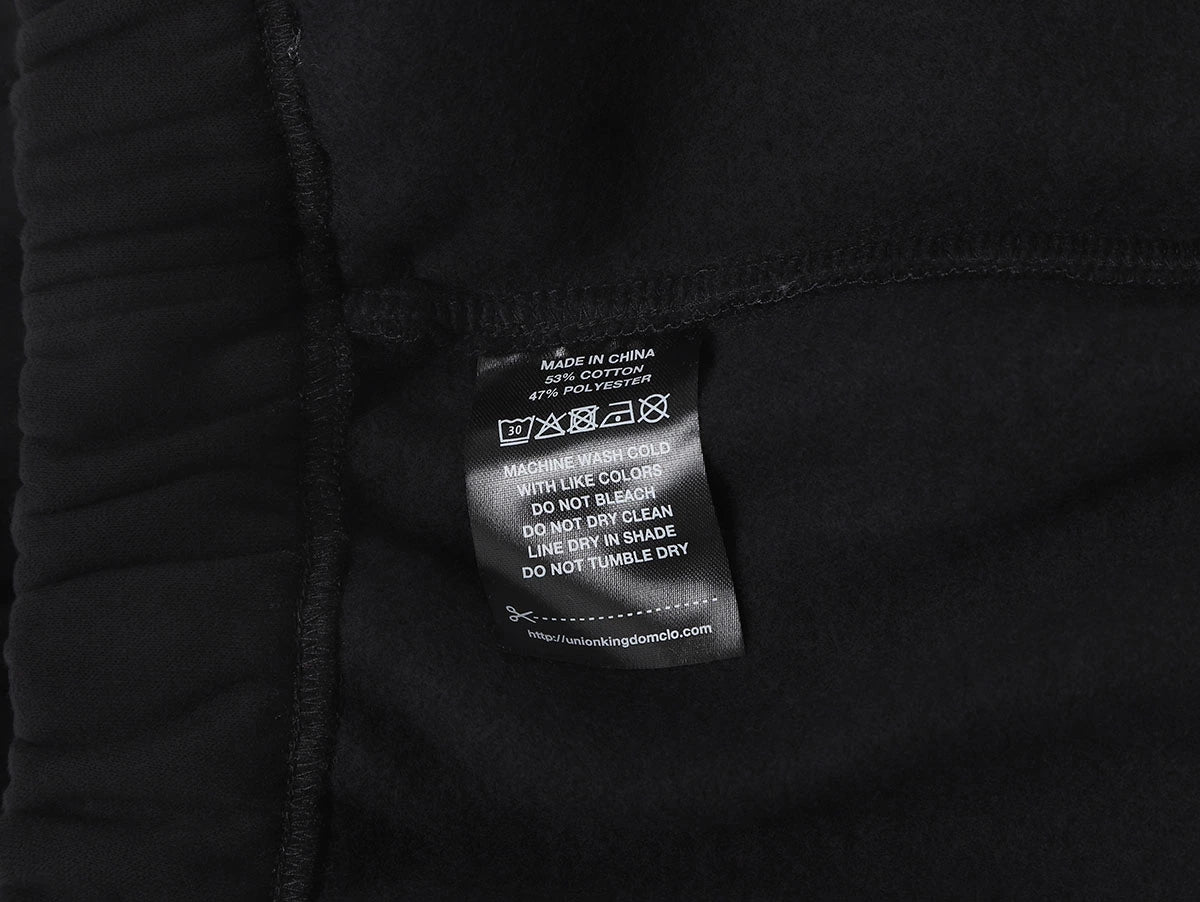 MADE IN CHINA
53% COTTON
47% POLYESTER
30
MACHINE WASH COLD
WITH LIKE COLORS
DO NOT BLEACH
DO NOT DRY CLEAN
LINE DRY IN SHADE
DO NOT TUMBLE DRY
http://unionkingdomclo.com